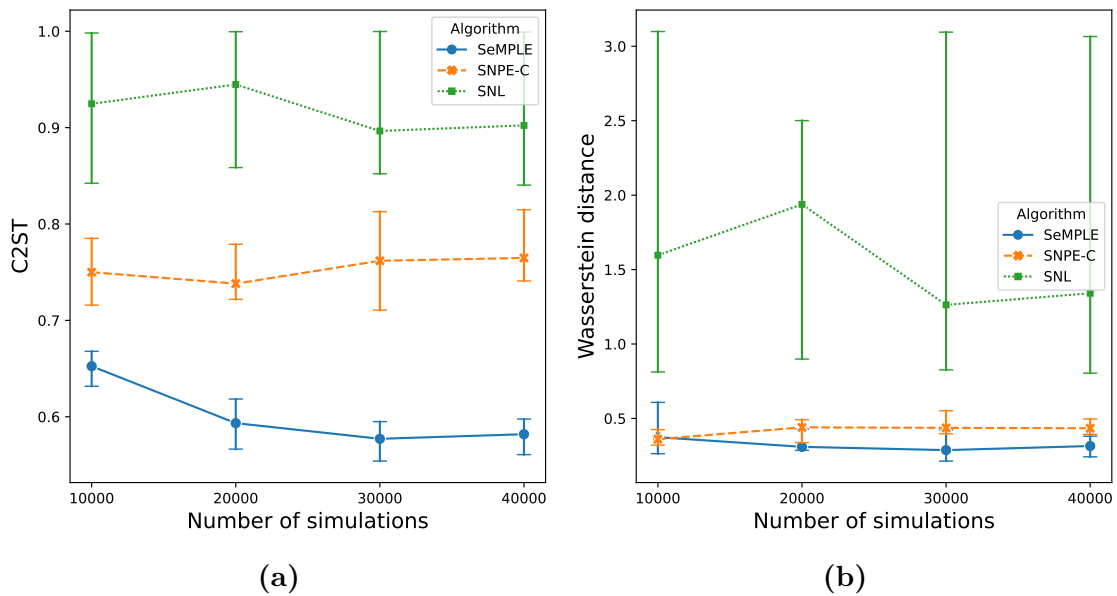 1.0
0.9
0.8
0.7
0.6
C2ST
10000 20000 30000 40000
Number of simulations
Algorithm
SeMPLE
SNPE-C
SNL
(a)
3.0
2.5
2.0
1.5
1.0
0.5
Wasserstein distance
10000 20000 30000 40000
Number of simulations
Algorithm
SeMPLE
SNPE-C
SNL
(b)